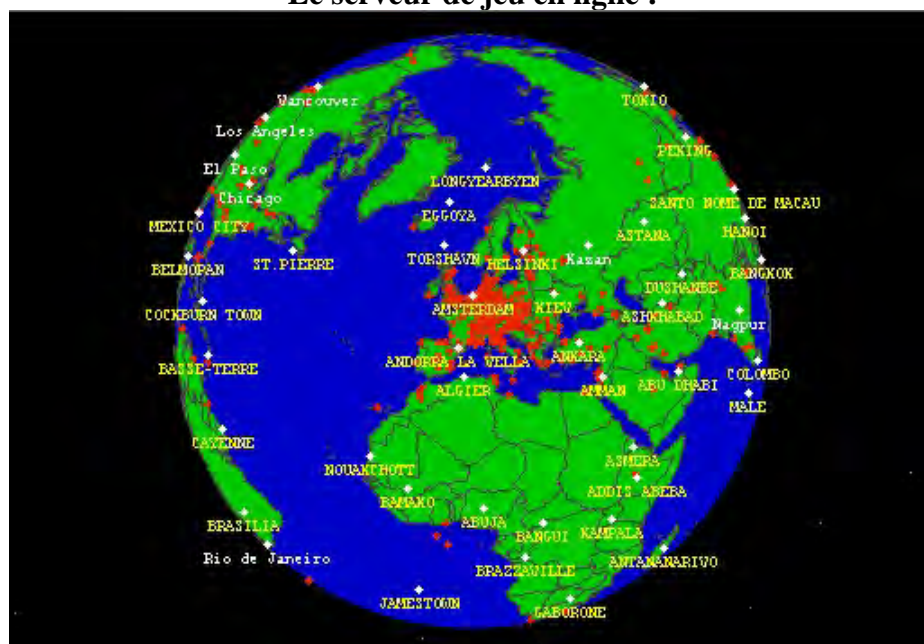 Le serveur de jeu en ligne :
Vancouver
TOKIO
Los Angeles
PEKING
El Paso
LONGYEARBYEN
Chicago
SANTO NOME DE MACAU
EGGOYA
MEXICO CITY
ASTANA
HANOI
BELMOPAN
ST.PIERRE
TORSHAVN
HELSINKI
Kazan
BANGKOK
DUSHANBE
COCKBURN TOWN
AMSTERDAM
KIEW
ASHKHABAD
Nagpur
BASSE-TERRE
ANDORRA LA VELLA
ANKARA
COLOMBO
ALGIER
AMMAN
ABU DHABI
MALE
CAYENNE
NOUAKCHOTT
ASMERA
BAMAKO
ADDIS ABEBA
BRASILIA
ABUJA
BANGUI
KAMPALA
Rio de Janeiro
BRAZZAVILLE
ANTANANARIVO
JAMESTOWN
GABORONE